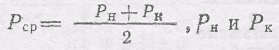 Pср = (Pн + Pк) / 2 , Pн и Pк